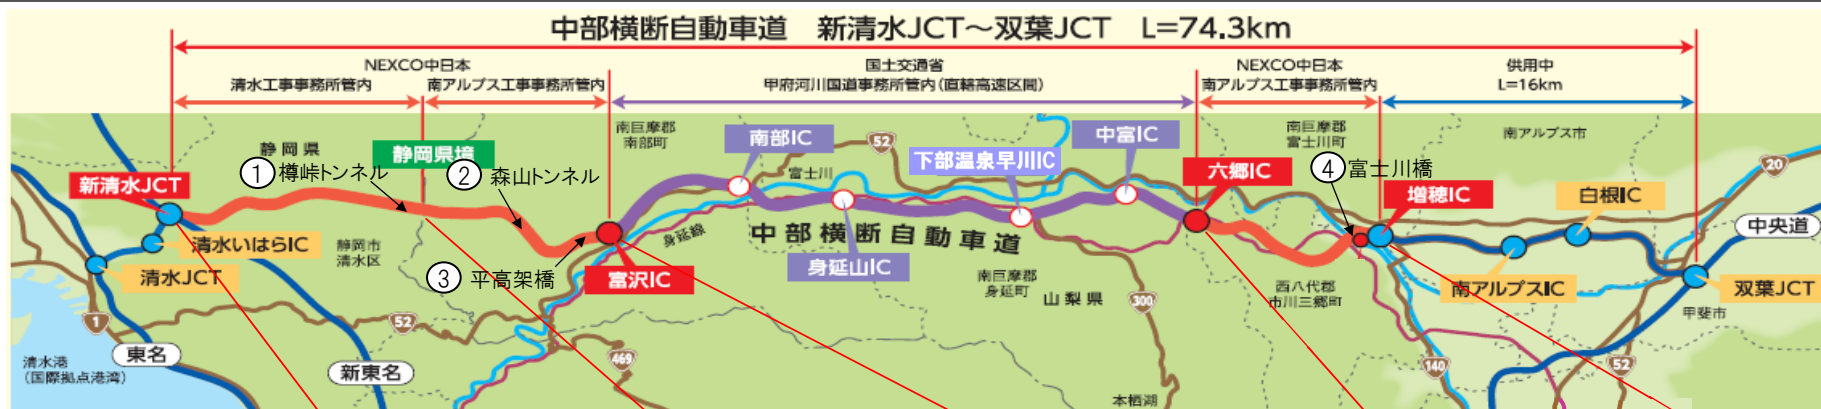 中部横断自動車道　新清水JCT～双葉JCT　L=74.3km
NEXCO中日本
清水工事事務所管内
南アルプス工事事務所管内
国土交通省
甲府河川国道事務所管内(直轄高速区間)
NEXCO中日本
南アルプス工事事務所管内
供用中
L=16km
静岡県
静岡県境
① 樽峠トンネル
② 森山トンネル
③ 平高架橋
④ 富士川橋
新清水JCT
清水いはらIC
清水JCT
静岡市
清水区
富沢IC
南巨摩郡
南部町
南部IC
富士川
身延線
52
中部横断自動車道
身延山IC
下部温泉早川IC
中富IC
南巨摩郡
身延町
山梨県
300
六郷IC
南巨摩郡
富士川町
西八代郡
市川三郷町
増穂IC
南アルプス市
白根IC
南アルプスIC
20
中央道
双葉JCT
甲斐市
清水港
(国際拠点港湾)
1
東名
新東名
52
469
本栖湖
140
52